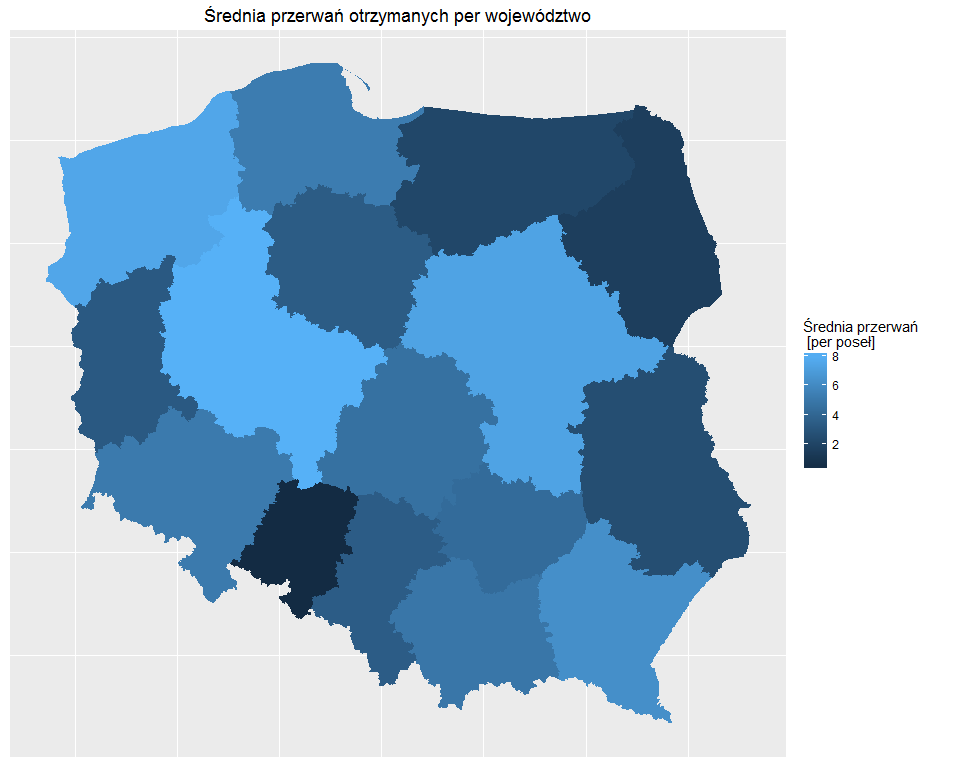 Średnia przerwań otrzymanych per województwo
Średnia przerwań
[per poseł]
8
6
4
2